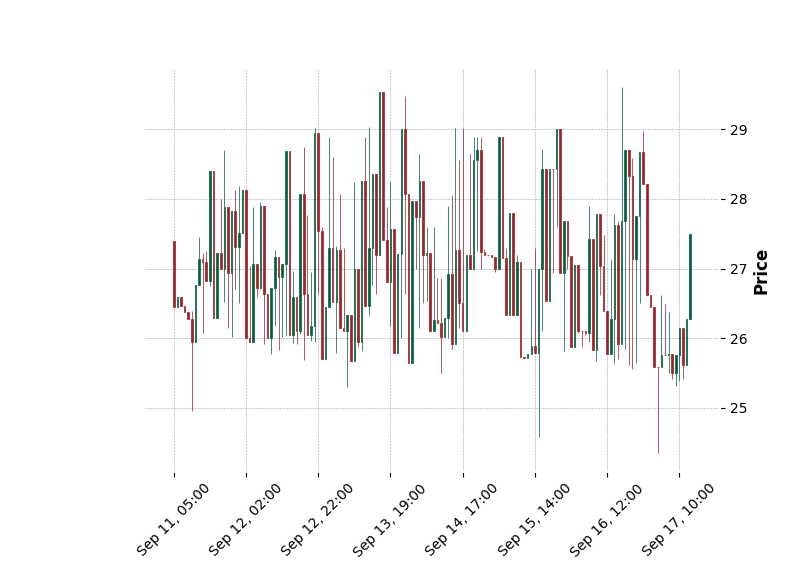 29
28
27
26
25
Price
Sep 11, 05:00
Sep 12, 02:00
Sep 12, 22:00
Sep 13, 19:00
Sep 14, 17:00
Sep 15, 14:00
Sep 16, 12:00
Sep 17, 10:00